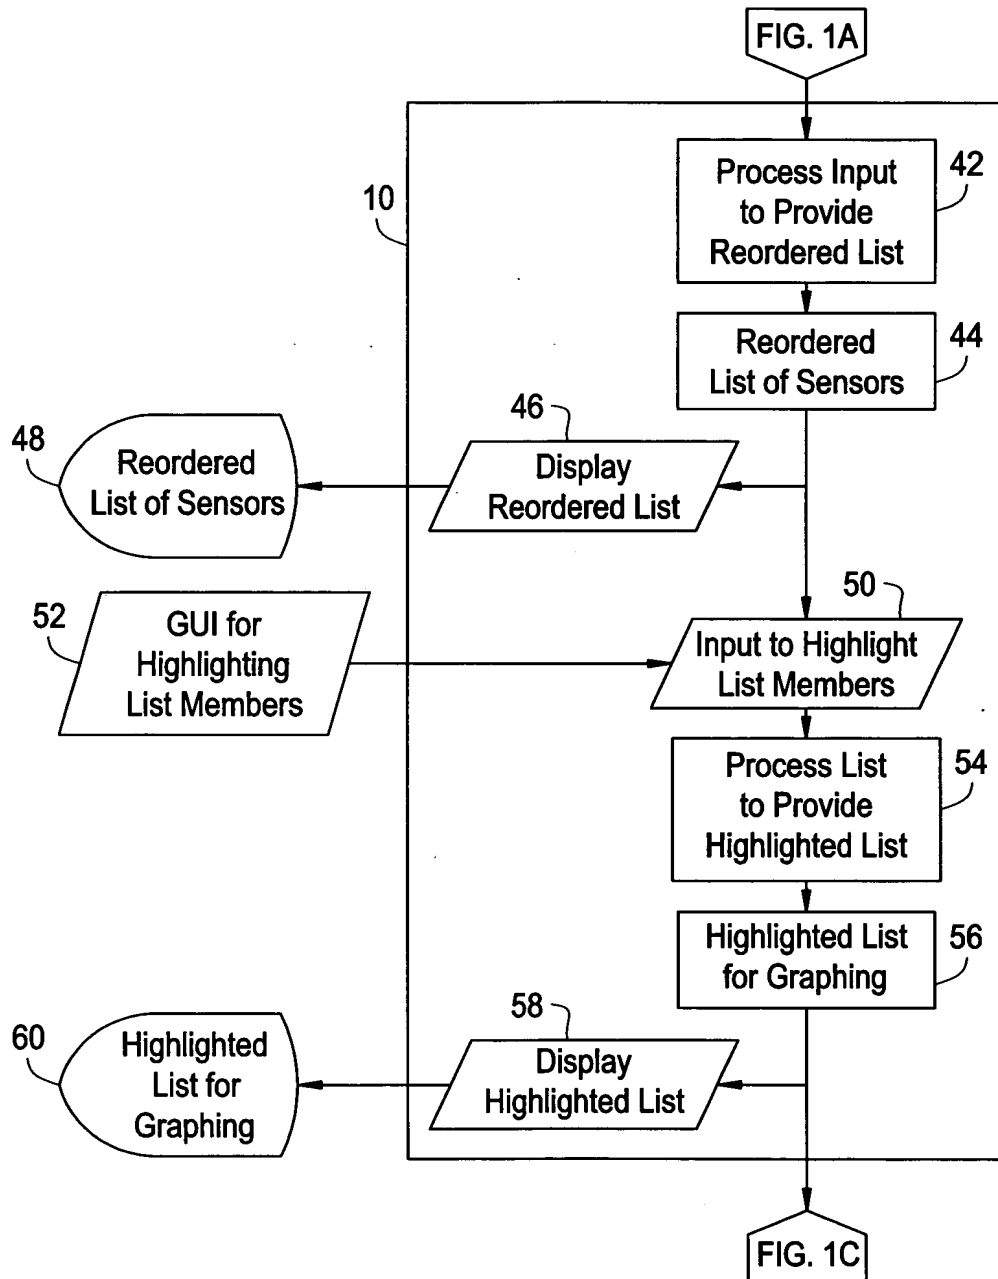 FIG. 1A
Process Input
to Provide
Reordered List
42
10
Reordered
List of Sensors
44
46
Display
Reordered List
48
Reordered
List of Sensors
50
Input to Highlight
List Members
52
GUI for
Highlighting
List Members
Process List
to Provide
Highlighted List
54
Highlighted List
for Graphing
56
58
Display
Highlighted List
60
Highlighted
List for
Graphing
FIG. 1C